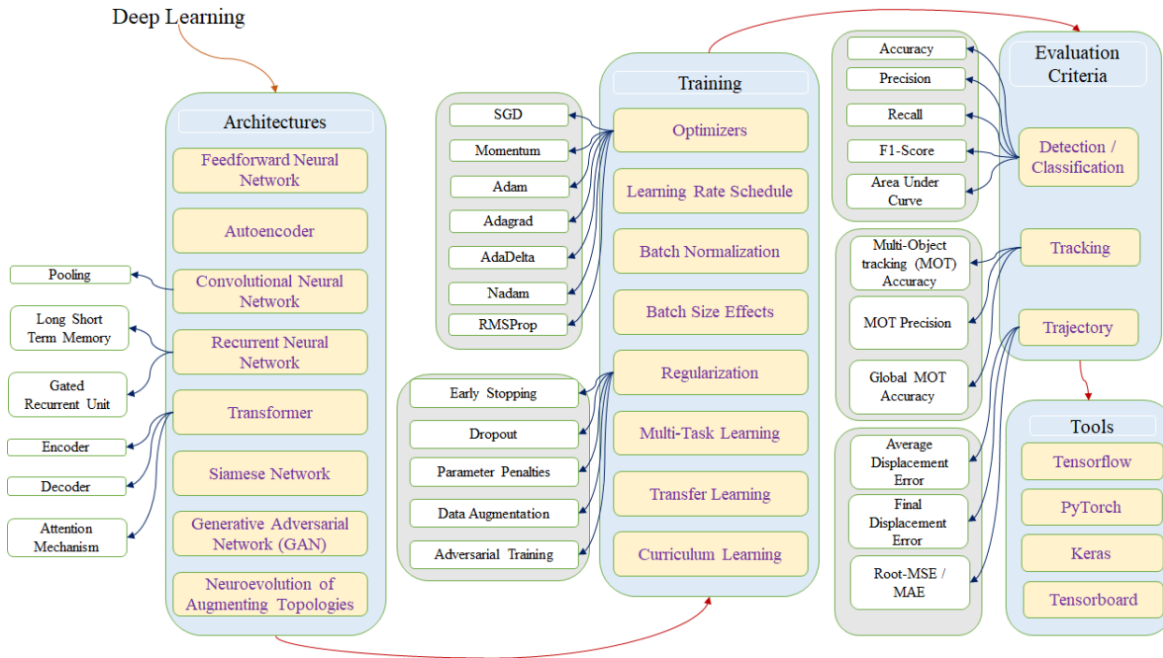 Deep Learning
Architectures
Feedforward Neural
Network
Autoencoder
Convolutional Neural
Network
Recurrent Neural
Network
Transformer
Siamese Network
Generative Adversarial
Network (GAN)
Neuroevolution of
Augmenting Topologies
Pooling
Long Short
Term Memory
Gated
Recurrent Unit
Encoder
Decoder
Attention
Mechanism
Training
Optimizers
Learning Rate Schedule
Batch Normalization
Batch Size Effects
Regularization
Multi-Task Learning
Transfer Learning
Curriculum Learning
SGD
Momentum
Adam
Adagrad
AdaDelta
Nadam
RMSProp
Early Stopping
Dropout
Parameter Penalties
Data Augmentation
Adversarial Training
Evaluation
Criteria
Detection /
Classification
Tracking
Trajectory
Accuracy
Precision
Recall
F1-Score
Area Under
Curve
Multi-Object
tracking (MOT)
Accuracy
MOT Precision
Global MOT
Accuracy
Average
Displacement
Error
Final
Displacement
Error
Root-MSE /
MAE
Tools
Tensorflow
PyTorch
Keras
Tensorboard